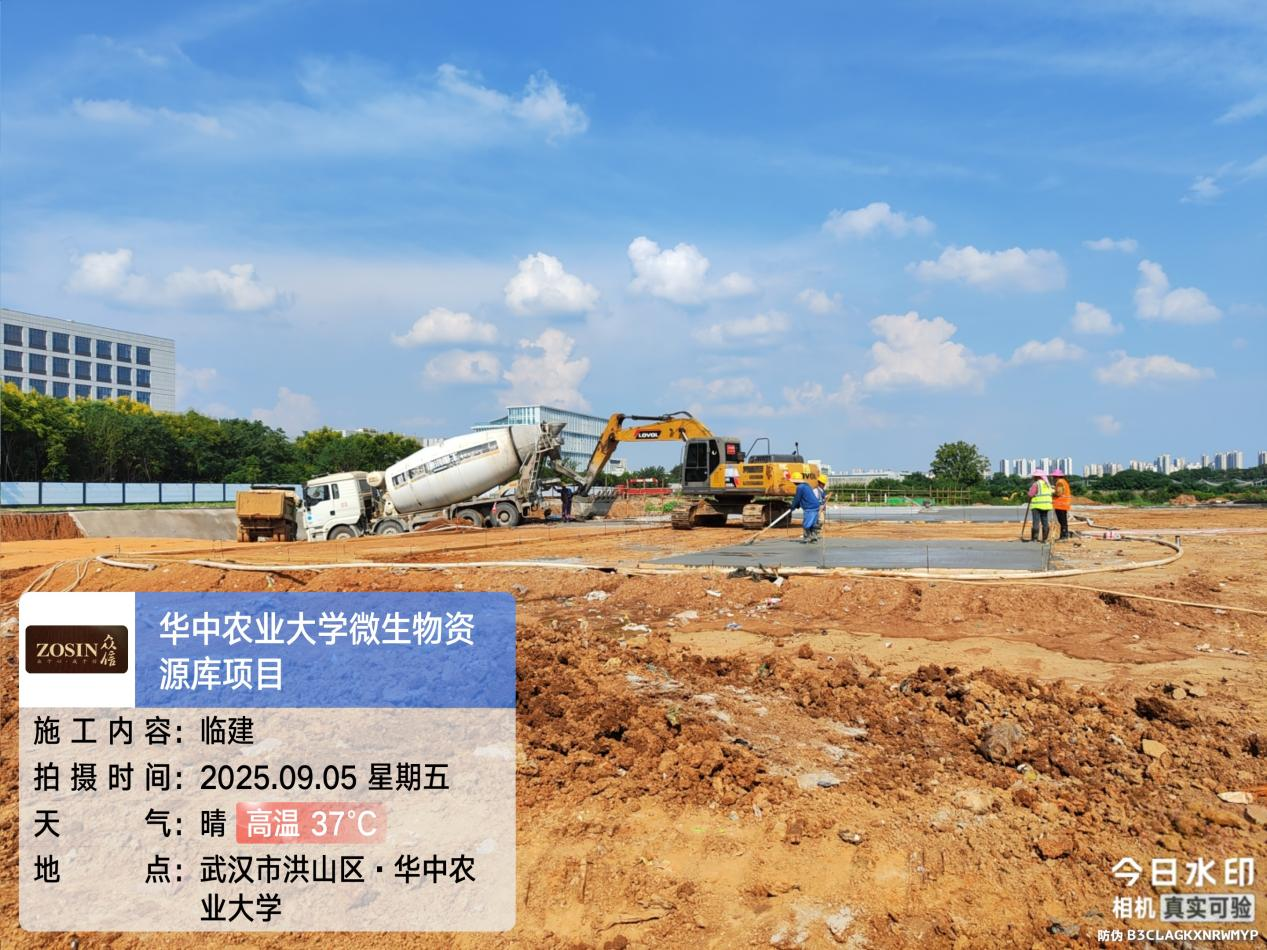 LOVOL
ZOSIN 众信
华中农业大学微生物资
源库项目
施工内容：临建
拍摄时间：2025.09.05 星期五
天气：晴 高温 37°C
地点：武汉市洪山区·华中农
业大学
今日水印
相机 真实可验
防伪 B3CLAGKXNRWMYP